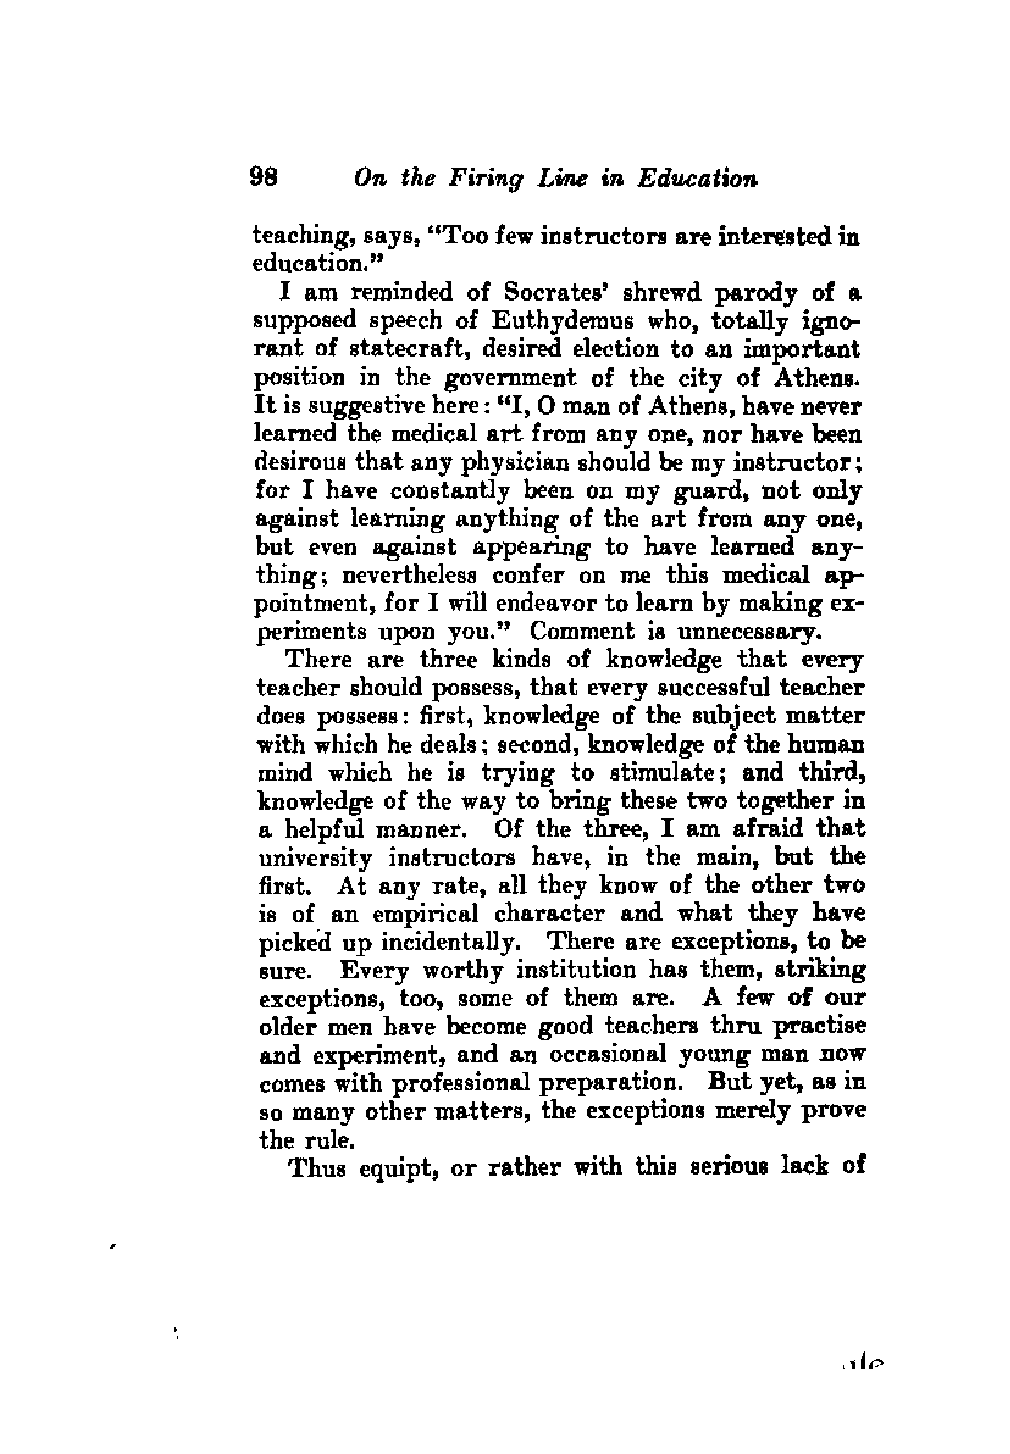 98 On the Firing Line in Education
teaching, says, "Too few instructors are interested in
education."
I am reminded of Socrates' shrewd parody of a
supposed speech of Euthydemus who, totally igno-
rant of statecraft, desired election to an important
position in the government of the city of Athens.
It is suggestive here: "I, O man of Athens, have never
learned the medical art from any one, nor have been
desirous that any physician should be my instructor;
for I have constantly been on my guard, not only
against learning anything of the art from any one,
but even against appearing to have learned any-
thing; nevertheless confer on me this medical ap-
pointment, for I will endeavor to learn by making ex-
periments upon you." Comment is unnecessary.
There are three kinds of knowledge that every
teacher should possess, that every successful teacher
does possess: first, knowledge of the subject matter
with which he deals; second, knowledge of the human
mind which he is trying to stimulate; and third,
knowledge of the way to bring these two together in
a helpful manner. Of the three, I am afraid that
university instructors have, in the main, but the
first. At any rate, all they know of the other two
is of an empirical character and what they have
picked up incidentally. There are exceptions, to be
sure. Every worthy institution has them, striking
exceptions, too, some of them are. A few of our
older men have become good teachers thru practise
and experiment, and an occasional young man now
comes with professional preparation. But yet, as in
so many other matters, the exceptions merely prove
the rule.
Thus equipt, or rather with this serious lack of